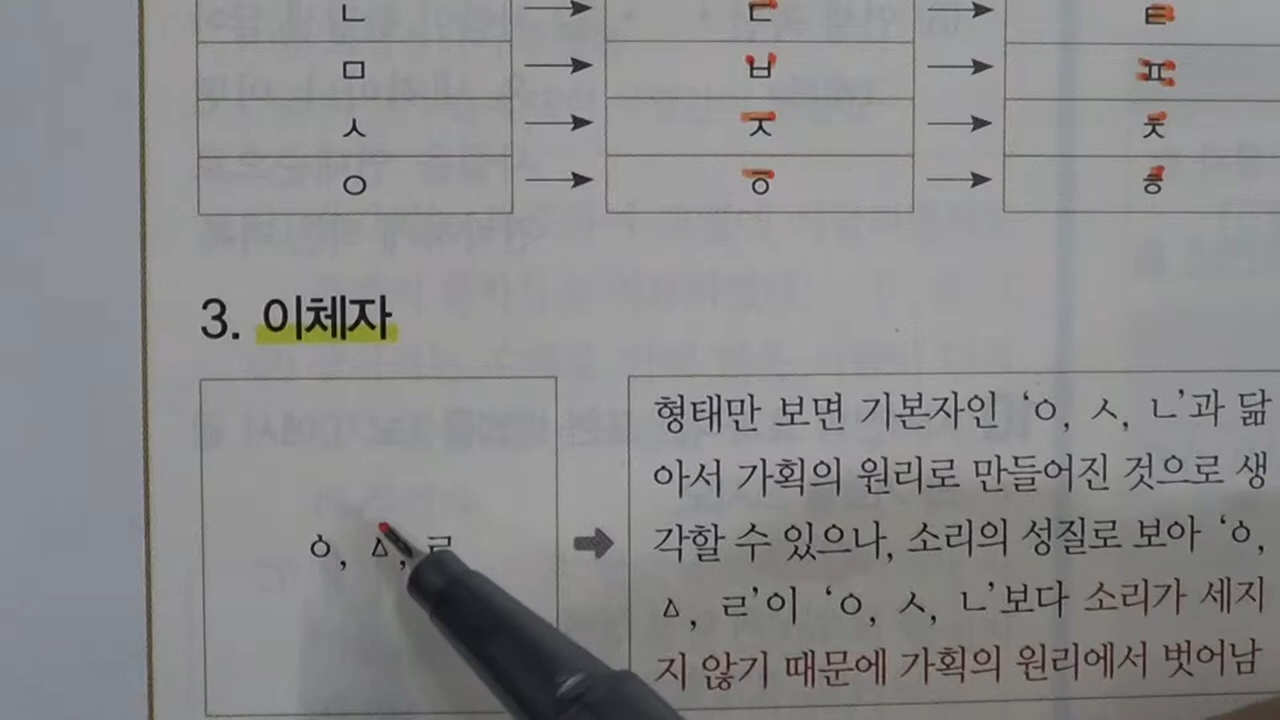 ㄴ → ㄷ → ㅌ
ㅁ → ㅂ → ㅍ
ㅅ → ㅈ → ㅊ
ㅇ → ㆆ → ㅎ
3. 이체자
ㆁ, ㅿ, ㄹ
형태만 보면 기본자인 ‘ㅇ, ㅅ, ㄴ’과 닮
아서 가획의 원리로 만들어진 것으로 생
각할 수 있으나, 소리의 성질로 보아 ‘ㆁ,
ㅿ, ㄹ’이 ‘ㅇ, ㅅ, ㄴ’보다 소리가 세지
지 않기 때문에 가획의 원리에서 벗어남